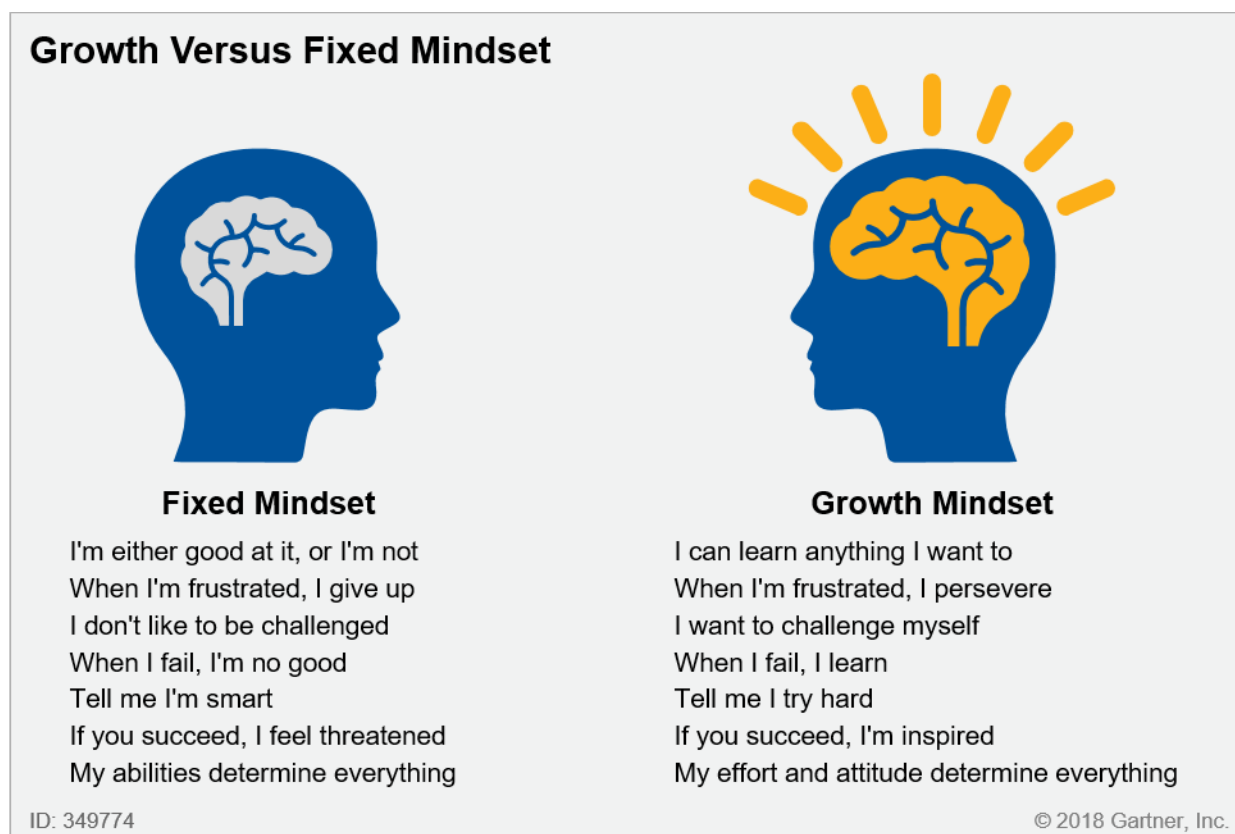 Growth Versus Fixed Mindset
Fixed Mindset
I'm either good at it, or I'm not
When I'm frustrated, I give up
I don't like to be challenged
When I fail, I'm no good
Tell me I'm smart
If you succeed, I feel threatened
My abilities determine everything
Growth Mindset
I can learn anything I want to
When I'm frustrated, I persevere
I want to challenge myself
When I fail, I learn
Tell me I try hard
If you succeed, I'm inspired
My effort and attitude determine everything
ID: 349774
© 2018 Gartner, Inc.